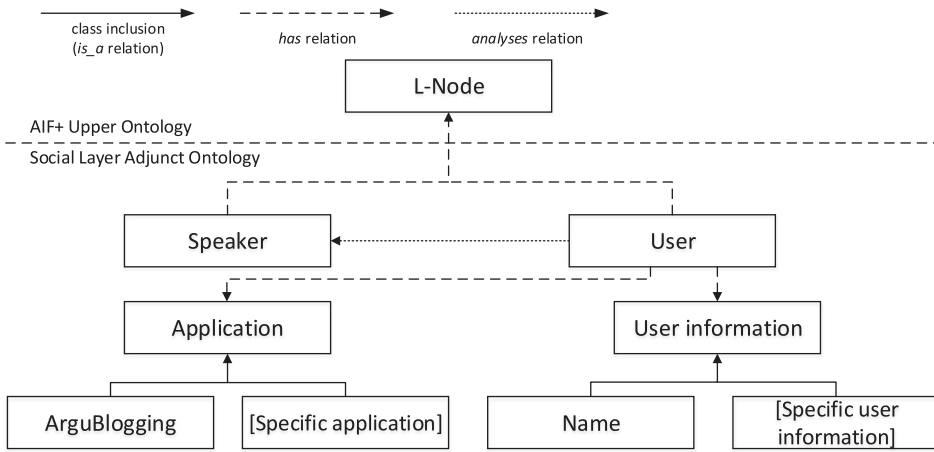 class inclusion
(is_a relation)
has relation
analyses relation
L-Node
AIF+ Upper Ontology
Social Layer Adjunct Ontology
Speaker
User
Application
User information
ArguBlogging
[Specific application]
Name
[Specific user
information]